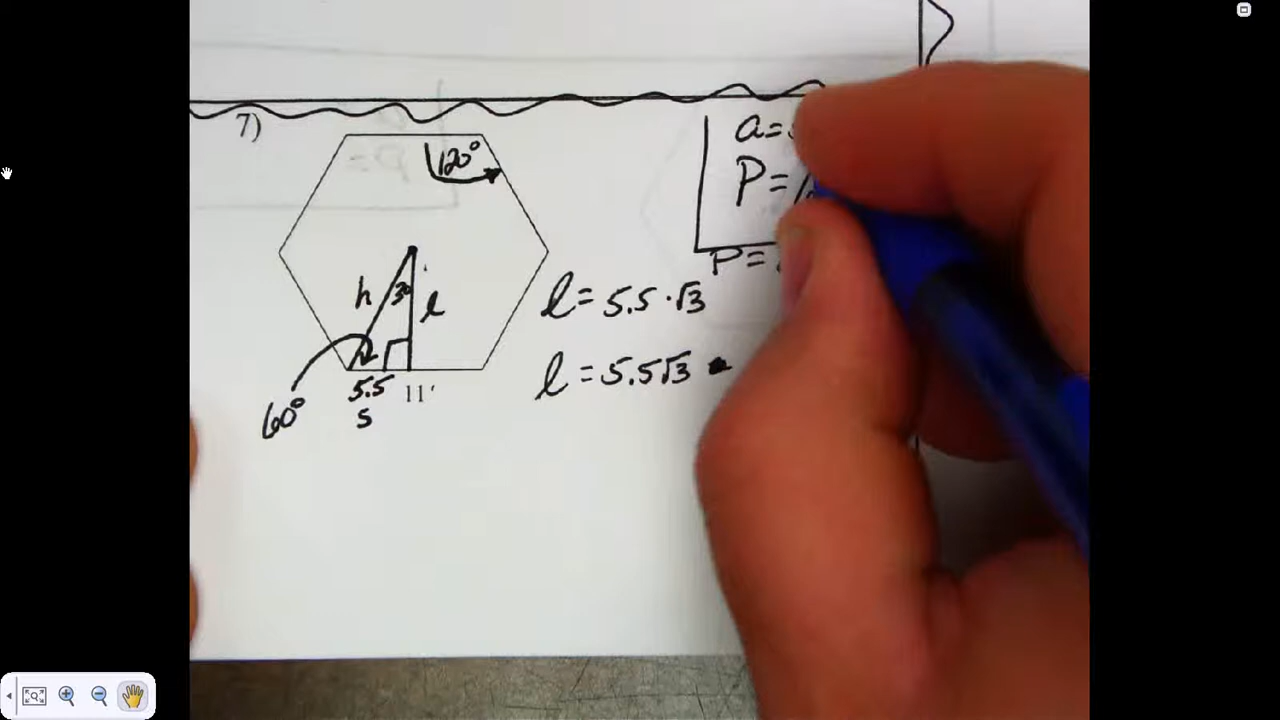 7)
120°
a=
P=
P=
h
30
l
l = 5.5 · √3
l = 5.5√3
5.5
11'
60°
s